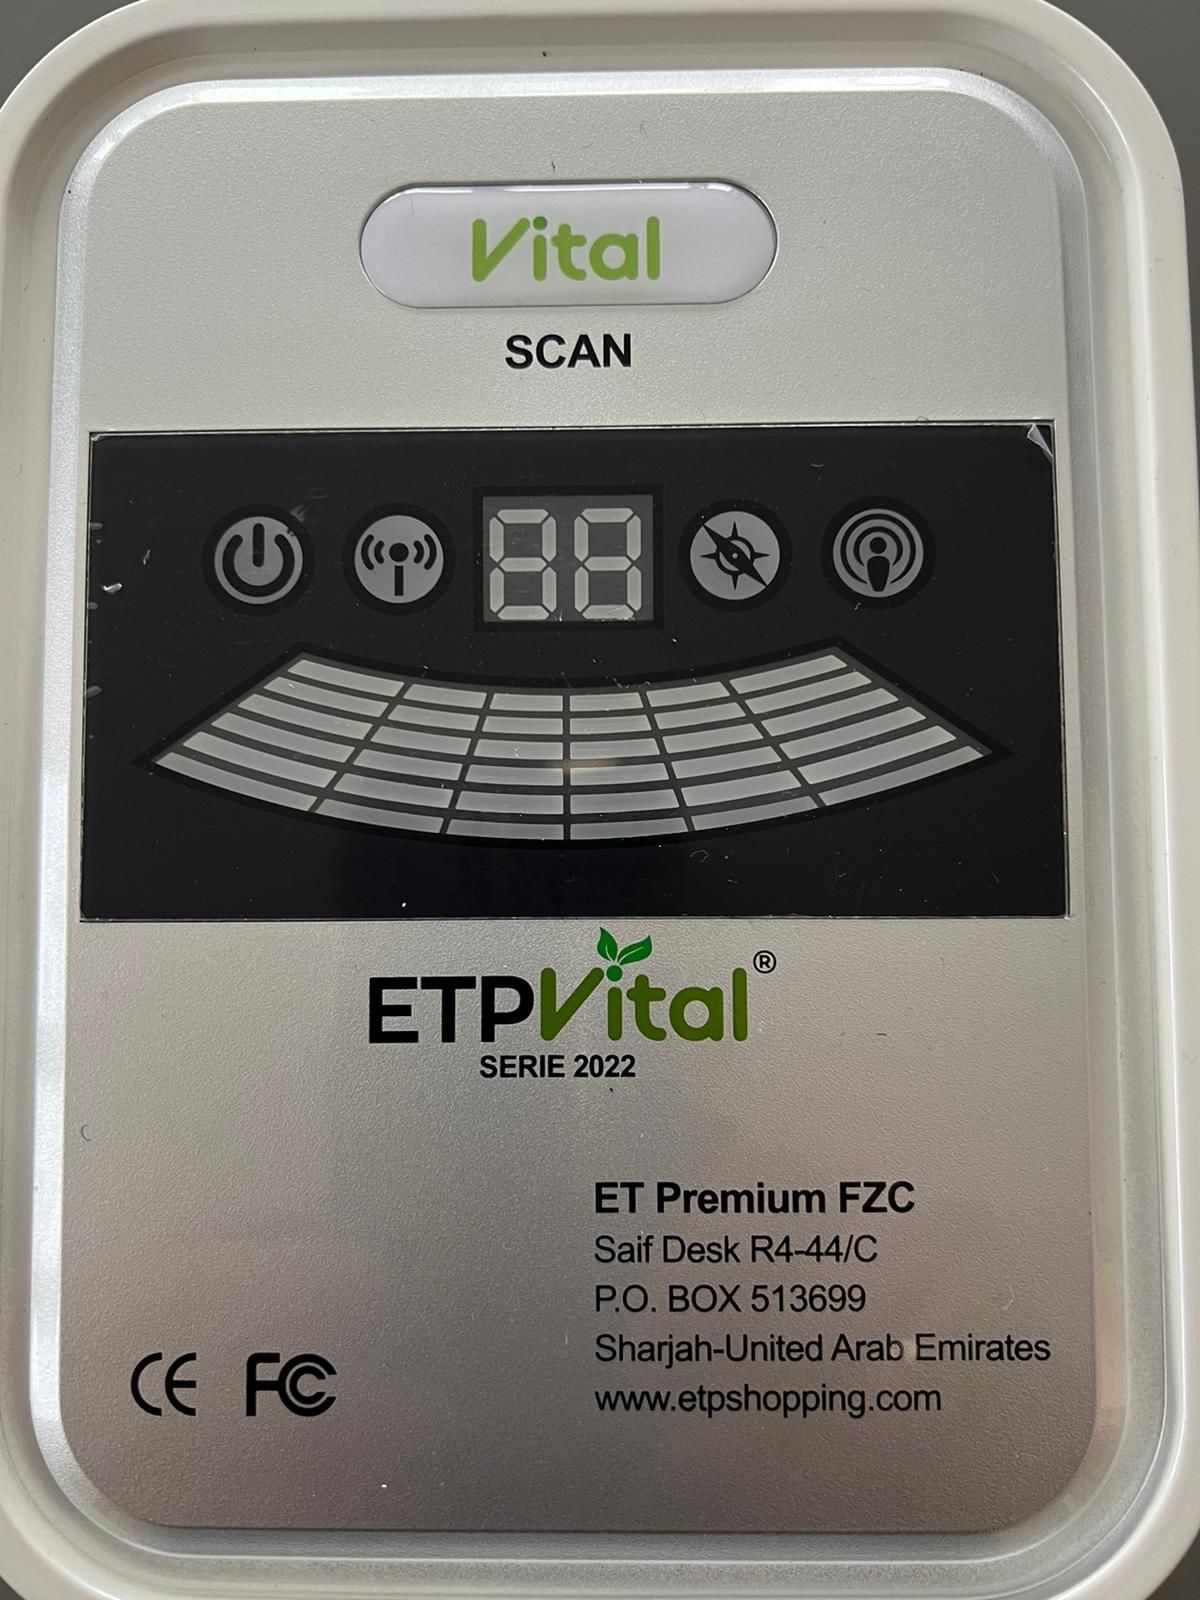 Vital
SCAN
88
ETPVital®
SERIE 2022
ET Premium FZC
Saif Desk R4-44/C
P.O. BOX 513699
Sharjah-United Arab Emirates
www.etpshopping.com
CE FC